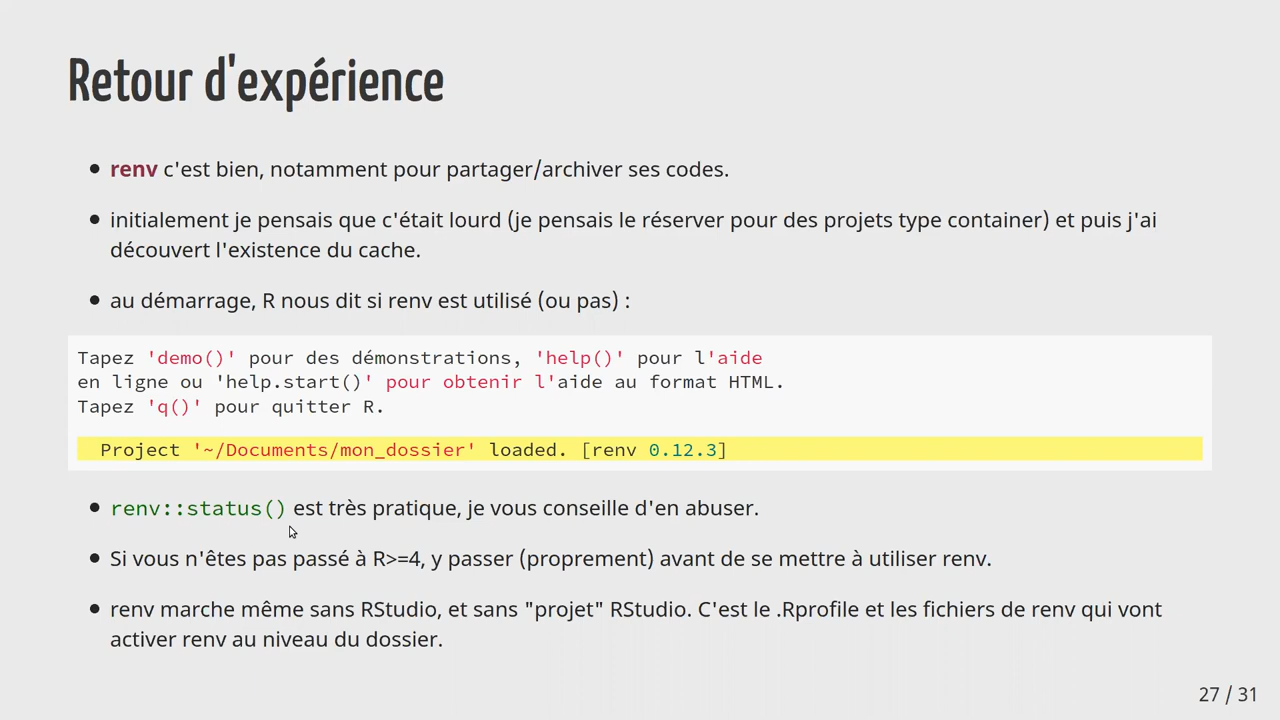 Retour d'expérience
renv c'est bien, notamment pour partager/archiver ses codes.
initialement je pensais que c'était lourd (je pensais le réserver pour des projets type container) et puis j'ai
découvert l'existence du cache.
au démarrage, R nous dit si renv est utilisé (ou pas) :
Tapez 'demo()' pour des démonstrations, 'help()' pour l'aide
en ligne ou 'help.start()' pour obtenir l'aide au format HTML.
Tapez 'q()' pour quitter R.
Project '~/Documents/mon_dossier' loaded. [renv 0.12.3]
renv::status() est très pratique, je vous conseille d'en abuser.
Si vous n'êtes pas passé à R>=4, y passer (proprement) avant de se mettre à utiliser renv.
renv marche même sans RStudio, et sans "projet" RStudio. C'est le .Rprofile et les fichiers de renv qui vont
activer renv au niveau du dossier.
27 / 31